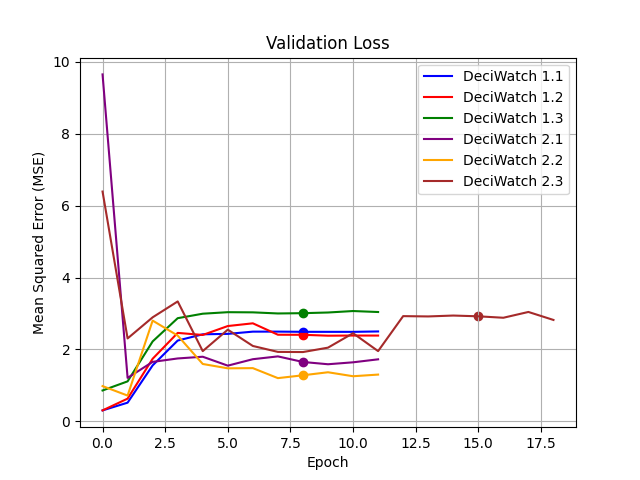 Validation Loss
Mean Squared Error (MSE)
10
8
6
4
2
0
DeciWatch 1.1
DeciWatch 1.2
DeciWatch 1.3
DeciWatch 2.1
DeciWatch 2.2
DeciWatch 2.3
0.0 2.5 5.0 7.5 10.0 12.5 15.0 17.5
Epoch